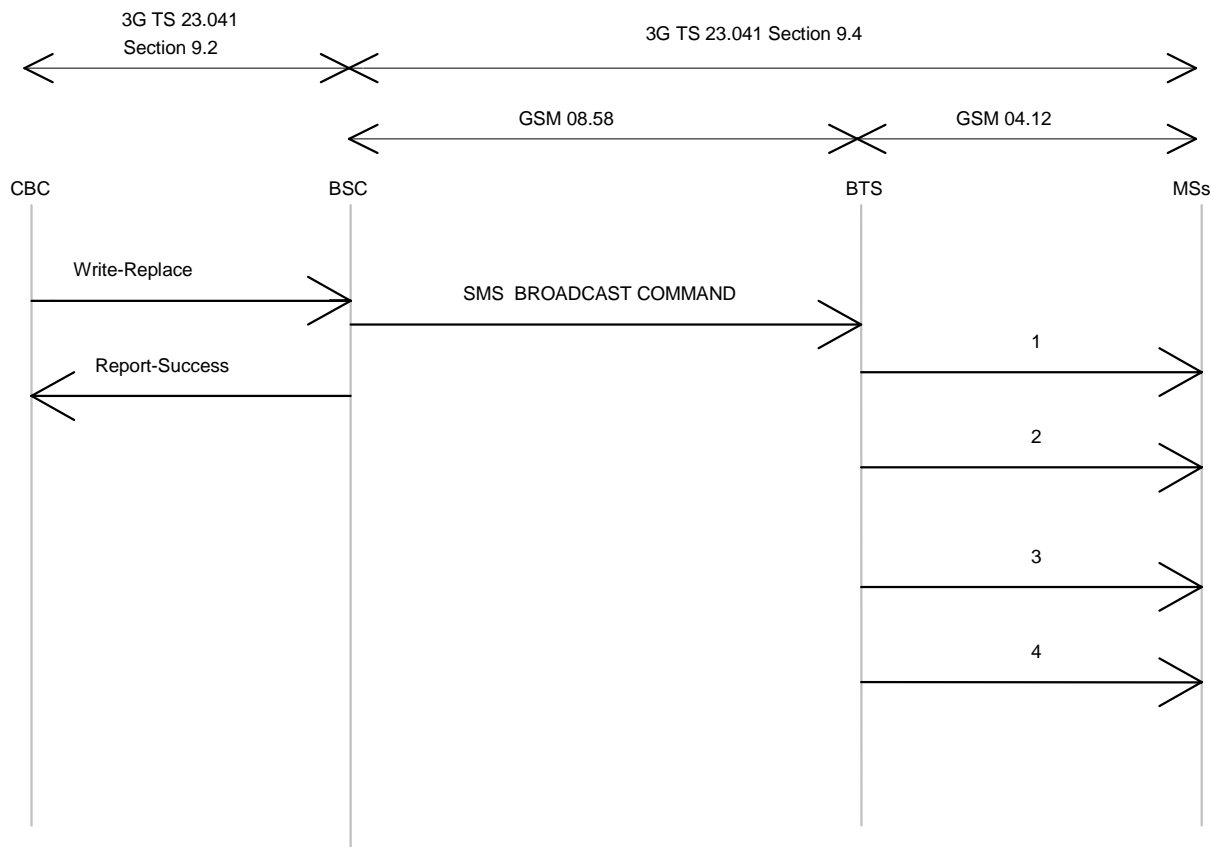 3G TS 23.041
Section 9.2
3G TS 23.041 Section 9.4
GSM 08.58
GSM 04.12
CBC
BSC
BTS
MSs
Write-Replace
SMS BROADCAST COMMAND
1
Report-Success
2
3
4